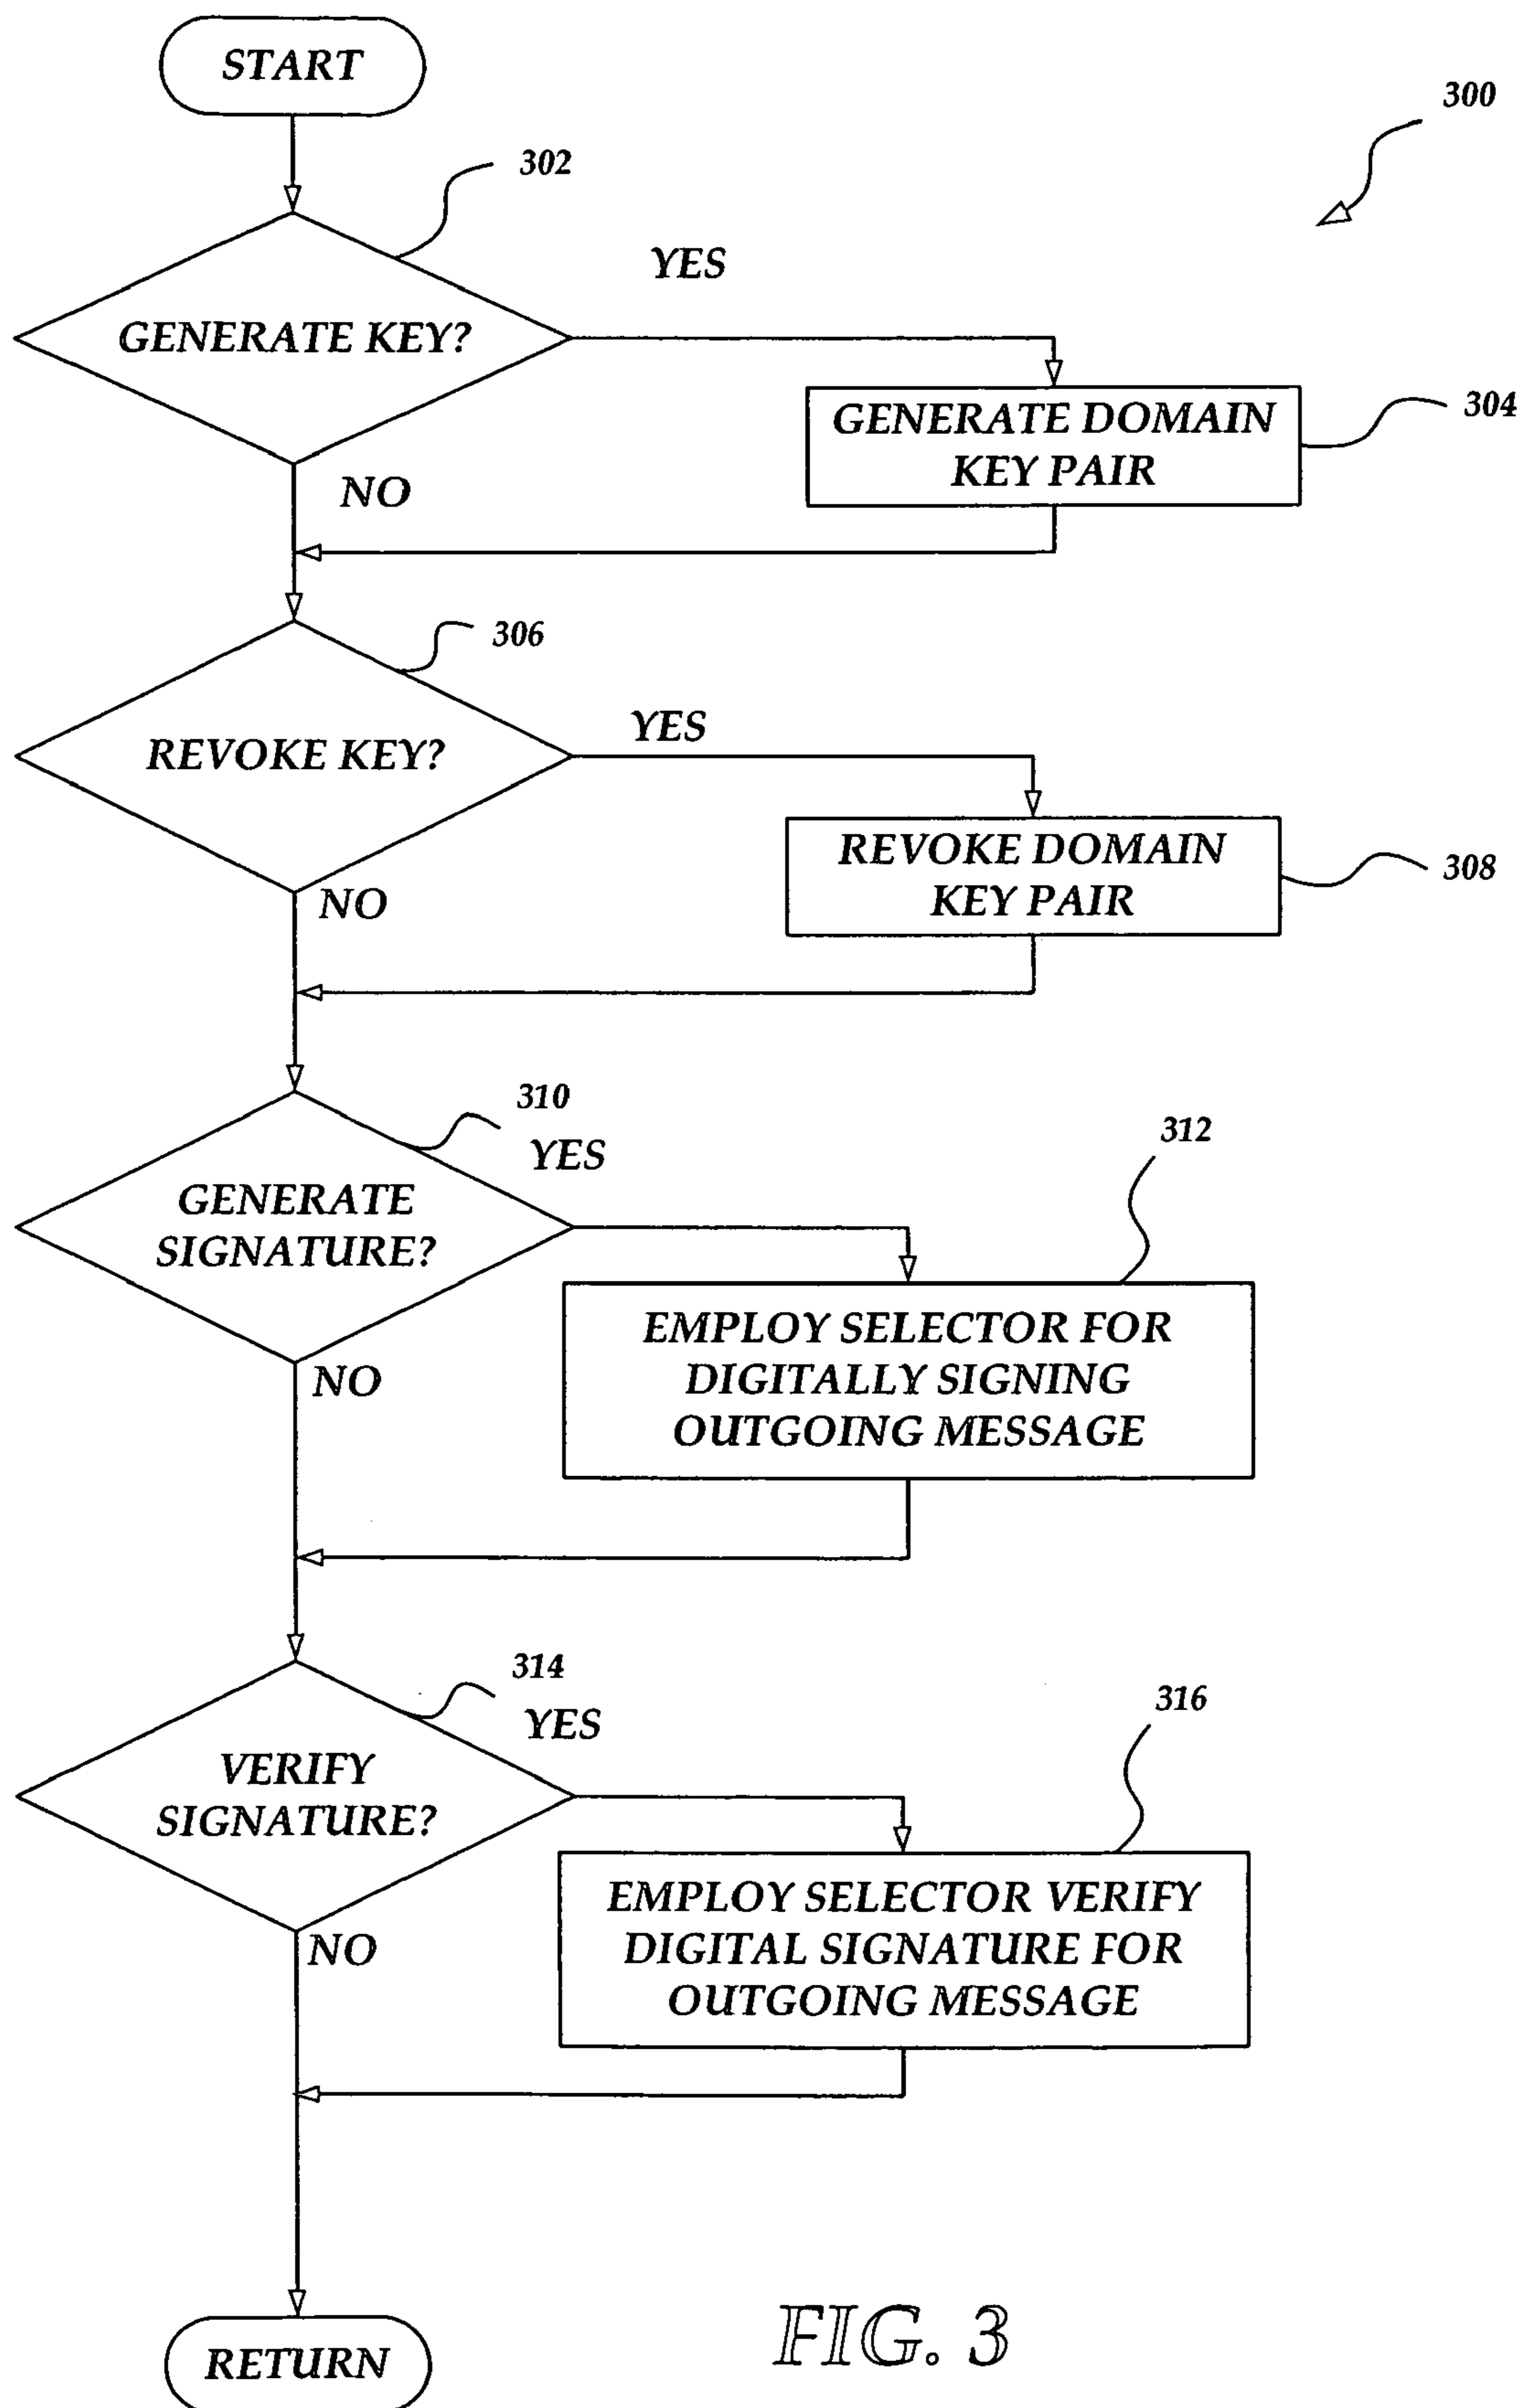 START
300
302
YES
GENERATE KEY?
304
GENERATE DOMAIN
KEY PAIR
NO
306
YES
REVOKE KEY?
308
REVOKE DOMAIN
KEY PAIR
NO
310
YES
312
GENERATE
SIGNATURE?
EMPLOY SELECTOR FOR
DIGITALLY SIGNING
OUTGOING MESSAGE
NO
314
YES
316
VERIFY
SIGNATURE?
EMPLOY SELECTOR VERIFY
DIGITAL SIGNATURE FOR
OUTGOING MESSAGE
NO
RETURN
FIG. 3